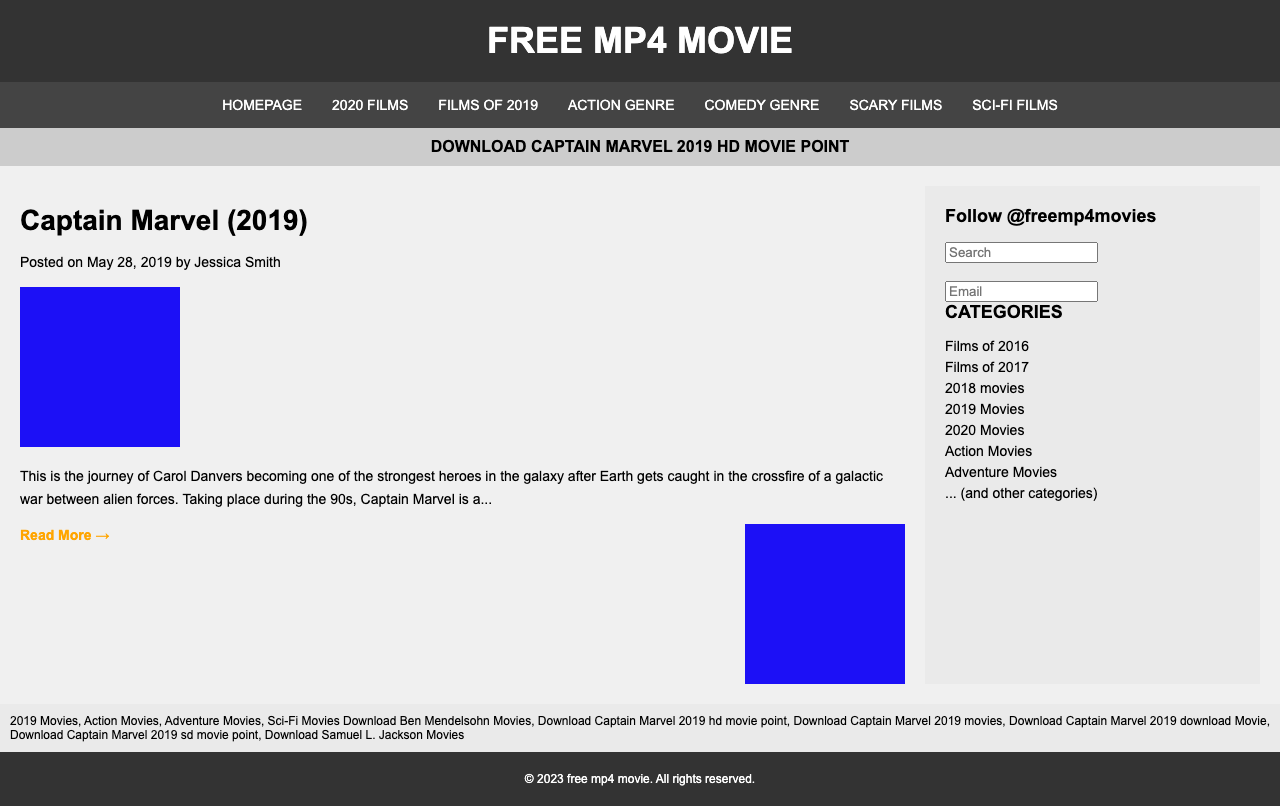 FREE MP4 MOVIE
HOMEPAGE 2020 FILMS FILMS OF 2019 ACTION GENRE COMEDY GENRE SCARY FILMS SCI-FI FILMS
DOWNLOAD CAPTAIN MARVEL 2019 HD MOVIE POINT
Captain Marvel (2019)
Posted on May 28, 2019 by Jessica Smith
This is the journey of Carol Danvers becoming one of the strongest heroes in the galaxy after Earth gets caught in the crossfire of a galactic
war between alien forces. Taking place during the 90s, Captain Marvel is a...
Read More →
Follow @freemp4movies
Search
Email
CATEGORIES
Films of 2016
Films of 2017
2018 movies
2019 Movies
2020 Movies
Action Movies
Adventure Movies
... (and other categories)
2019 Movies, Action Movies, Adventure Movies, Sci-Fi Movies Download Ben Mendelsohn Movies, Download Captain Marvel 2019 hd movie point, Download Captain Marvel 2019 movies, Download Captain Marvel 2019 download Movie,
Download Captain Marvel 2019 sd movie point, Download Samuel L. Jackson Movies
© 2023 free mp4 movie. All rights reserved.